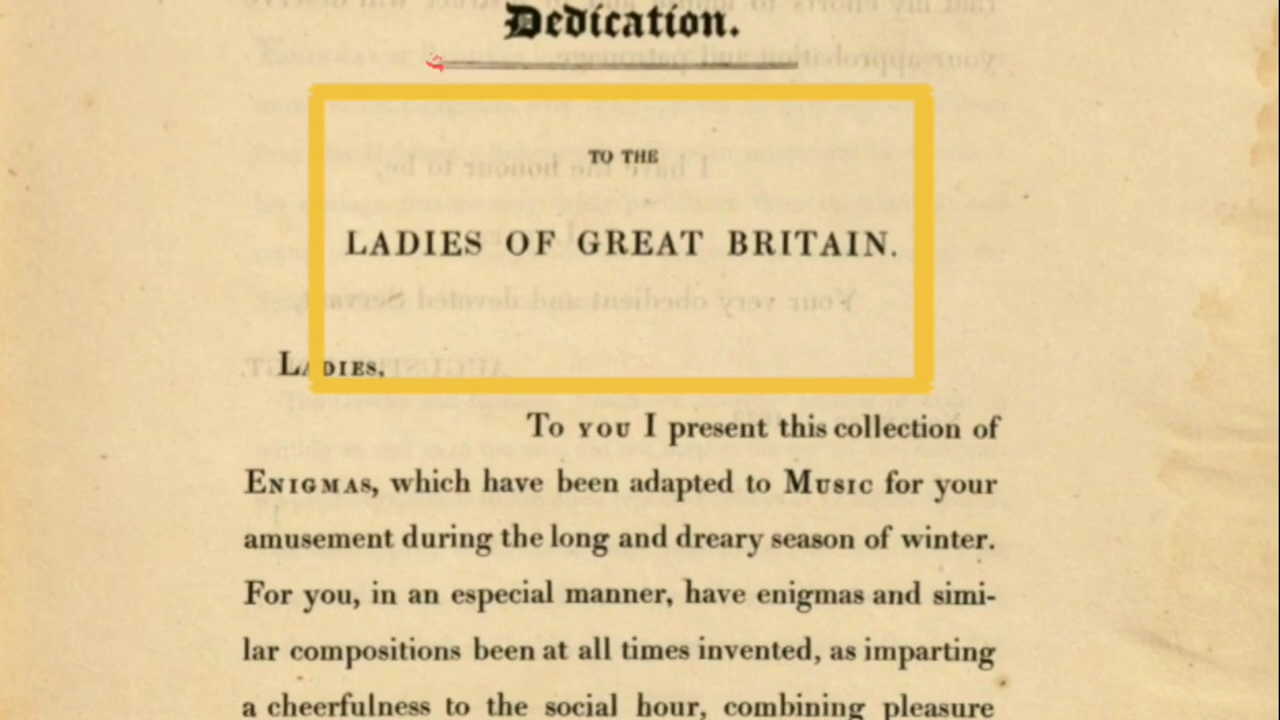 Dedication.
TO THE
LADIES OF GREAT BRITAIN.
LADIES,
To YOU I present this collection of
ENIGMAS, which have been adapted to MUSIC for your
amusement during the long and dreary season of winter.
For you, in an especial manner, have enigmas and simi-
lar compositions been at all times invented, as imparting
a cheerfulness to the social hour, combining pleasure